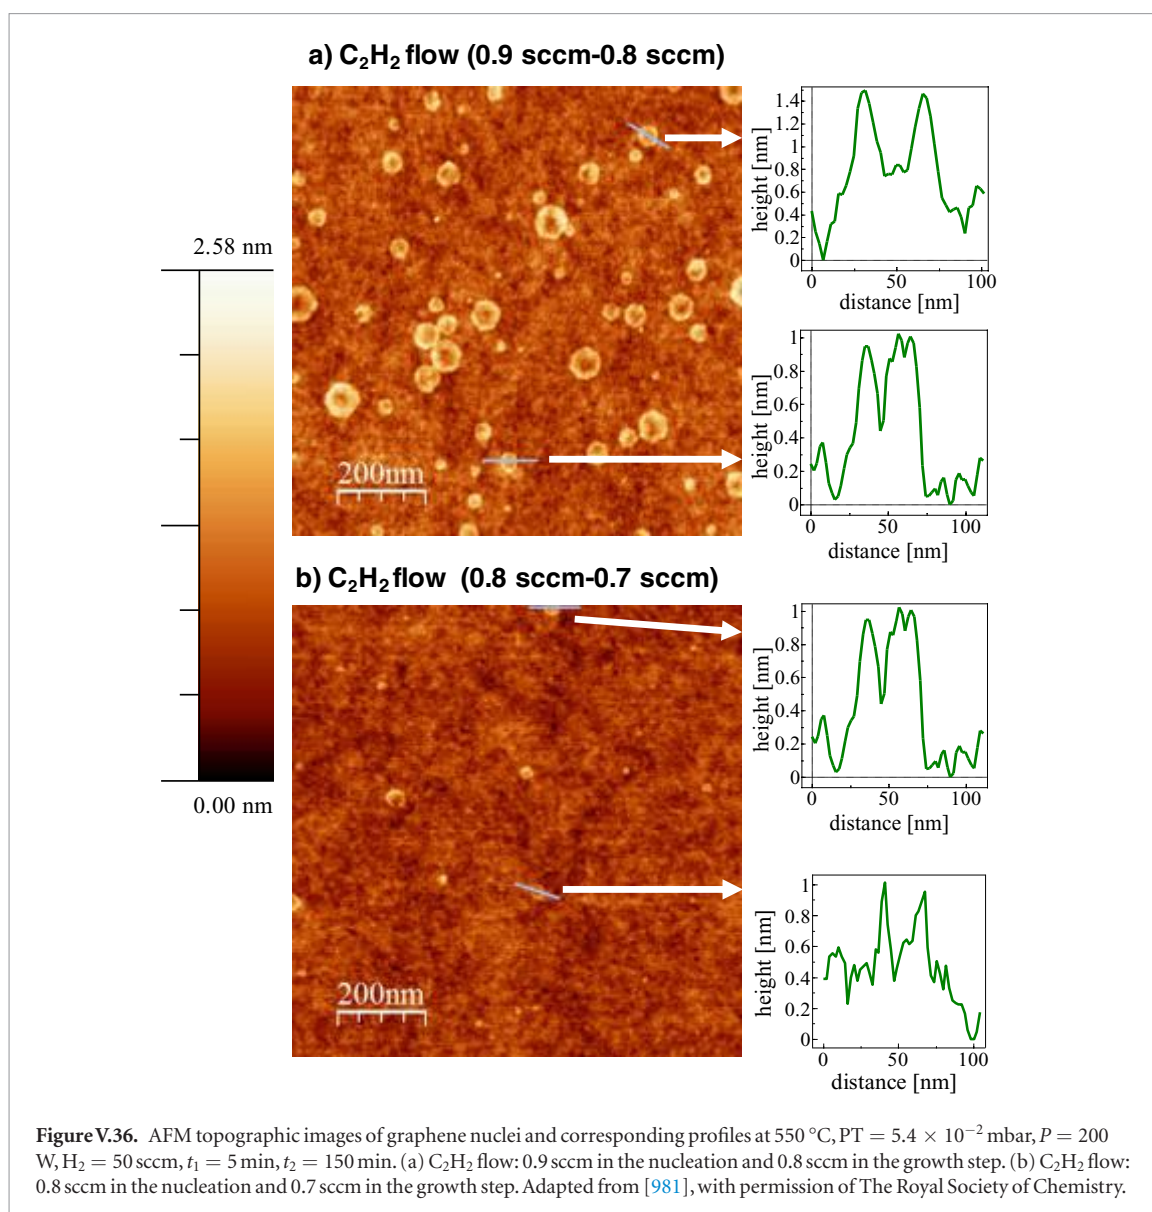 a) C₂H₂ flow (0.9 sccm-0.8 sccm)
2.58 nm
0.00 nm
200nm
height [nm]
1.4
1.2
1
0.8
0.6
0.4
0.2
0
0 50 100
distance [nm]
height [nm]
1
0.8
0.6
0.4
0.2
0
0 50 100
distance [nm]
b) C₂H₂ flow (0.8 sccm-0.7 sccm)
200nm
height [nm]
1
0.8
0.6
0.4
0.2
0
0 50 100
distance [nm]
height [nm]
1
0.8
0.6
0.4
0.2
0
0 50 100
distance [nm]
Figure V.36. AFM topographic images of graphene nuclei and corresponding profiles at 550 °C, PT = 5.4 × 10⁻² mbar, P = 200
W, H₂ = 50 sccm, t₁ = 5 min, t₂ = 150 min. (a) C₂H₂ flow: 0.9 sccm in the nucleation and 0.8 sccm in the growth step. (b) C₂H₂ flow:
0.8 sccm in the nucleation and 0.7 sccm in the growth step. Adapted from [981], with permission of The Royal Society of Chemistry.